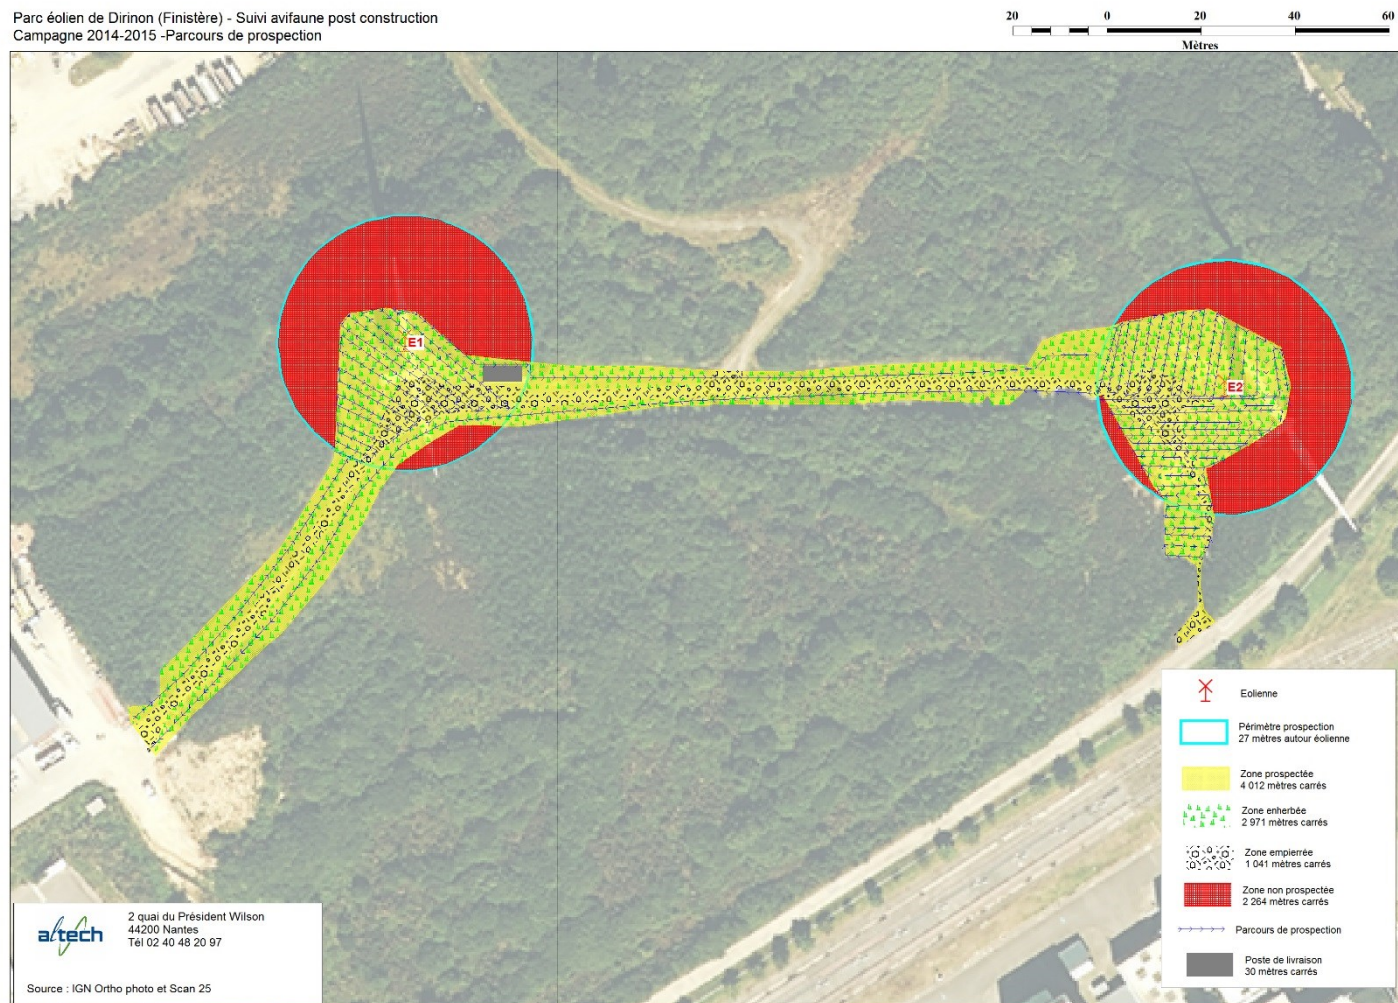 Parc éolien de Dirinon (Finistère) - Suivi avifaune post construction
Campagne 2014-2015 -Parcours de prospection
20 0 20 40 60
Mètres
E1
E2
Eolienne
Périmètre prospection
27 mètres autour éolienne
Zone prospectée
4 012 mètres carrés
Zone enherbée
2 971 mètres carrés
Zone empierrée
1 041 mètres carrés
Zone non prospectée
2 264 mètres carrés
Parcours de prospection
Poste de livraison
30 mètres carrés
altech
2 quai du Président Wilson
44200 Nantes
Tél 02 40 48 20 97
Source : IGN Ortho photo et Scan 25